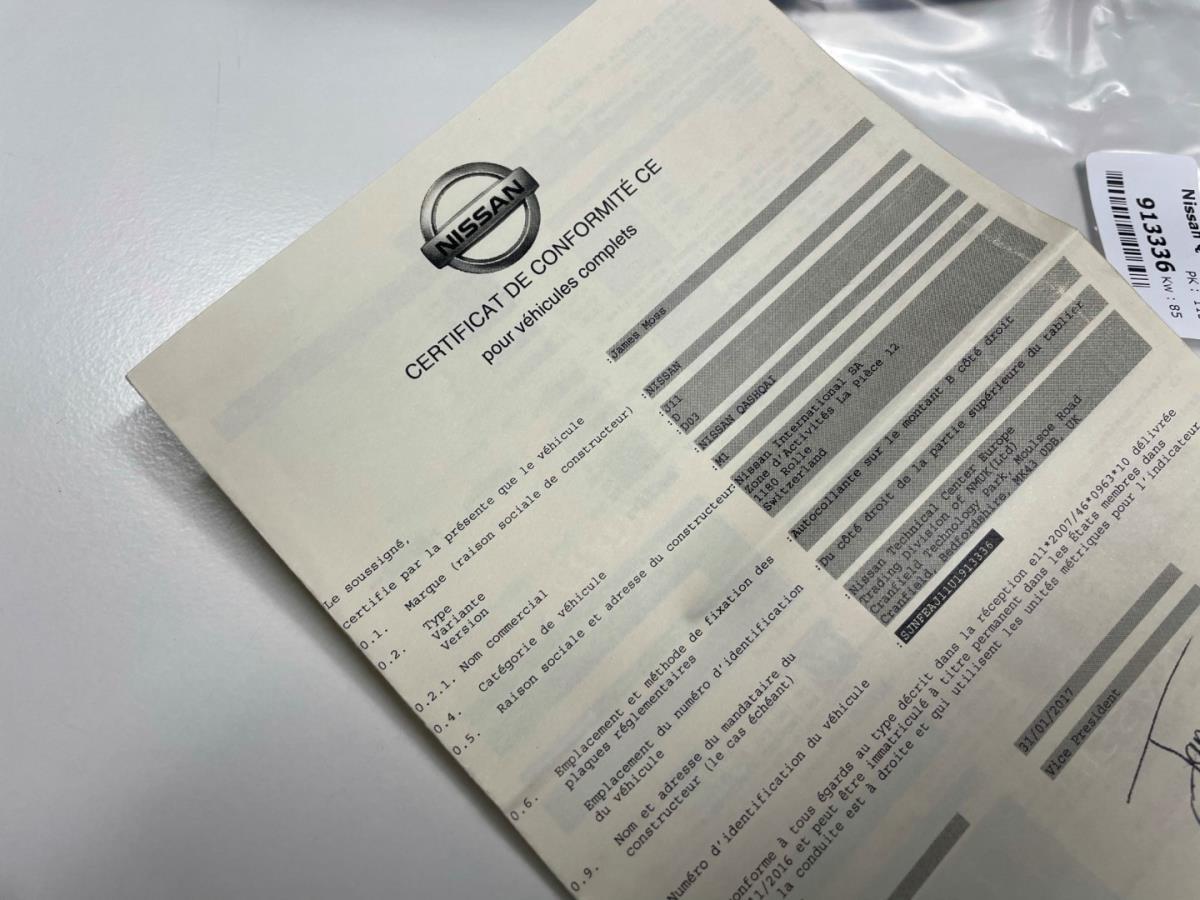 NISSAN
CERTIFICAT DE CONFORMITÉ CE
pour véhicules complets
Le soussigné, :James Moss
certifie par la présente que le véhicule
0.1. Marque (raison sociale de constructeur) :NISSAN
0.2. Type :J11
Variante :D
Version :D03
0.2.1. Nom commercial :NISSAN QASHQAI
0.4. Catégorie de véhicule :M1
0.5. Raison sociale et adresse du constructeur:Nissan International SA
Zone d'Activités La Pièce 12
1180 Rolle
Switzerland
0.6. Emplacement et méthode de fixation des :Autocollante sur le montant B côté droit
plaques réglementaires
Emplacement du numéro d'identification :Du côté droit de la partie supérieure du tablier
du véhicule
0.9. Nom et adresse du mandataire du :Nissan Technical Center Europe
constructeur (le cas échéant) (trading Division of NMUK(Ltd)
Cranfield Technology Park, Moulsoe Road
Cranfield, Bedfordshire, MK43 0DB, UK
Numéro d'identification du véhicule :SJNFEAJ11U1913336
conforme à tous égards au type décrit dans la réception e11*2007/46*0963*10 délivrée
11/2016 et peut être immatriculé à titre permanent dans les États membres dans
la conduite est à droite et qui utilisent les unités métriques pour l'indicateur
31/01/2017
Vice President
Nissan
913336
PK:
KW: 85